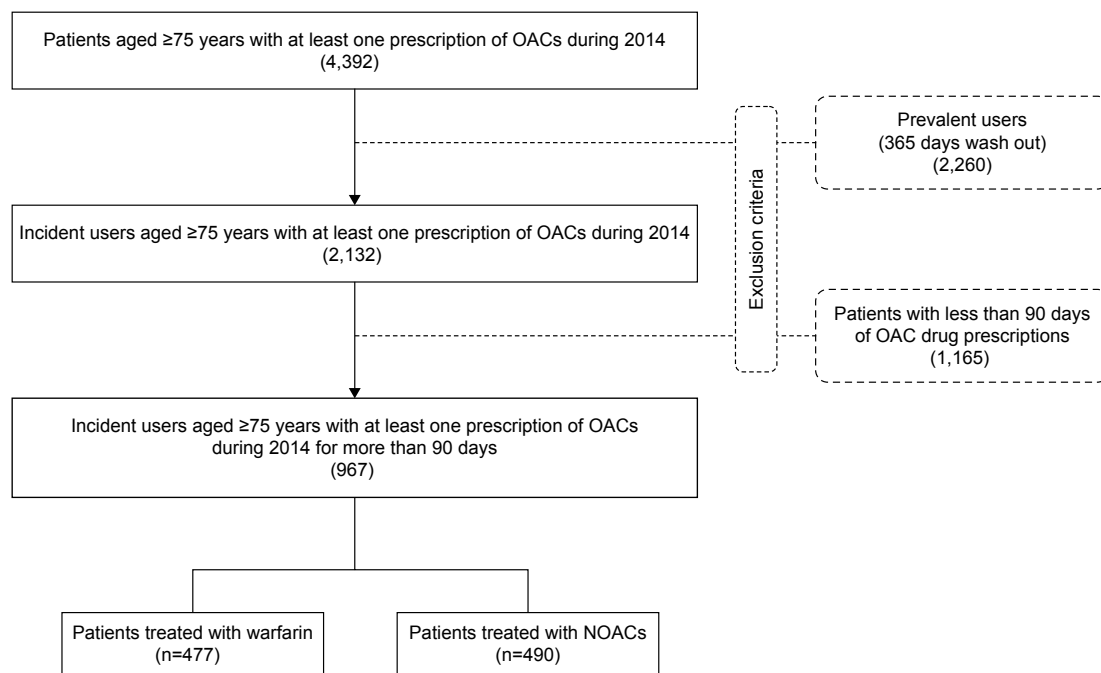 Patients aged ≥75 years with at least one prescription of OACs during 2014
(4,392)
Prevalent users
(365 days wash out)
(2,260)
Exclusion criteria
Incident users aged ≥75 years with at least one prescription of OACs during 2014
(2,132)
Patients with less than 90 days
of OAC drug prescriptions
(1,165)
Incident users aged ≥75 years with at least one prescription of OACs
during 2014 for more than 90 days
(967)
Patients treated with warfarin
(n=477)
Patients treated with NOACs
(n=490)